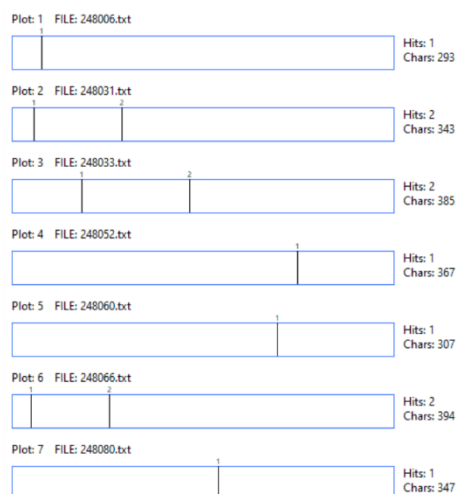 Plot: 1 FILE: 248006.txt
1
Hits: 1
Chars: 293
Plot: 2 FILE: 248031.txt
1 2
Hits: 2
Chars: 343
Plot: 3 FILE: 248033.txt
1 2
Hits: 2
Chars: 385
Plot: 4 FILE: 248052.txt
1
Hits: 1
Chars: 367
Plot: 5 FILE: 248060.txt
1
Hits: 1
Chars: 307
Plot: 6 FILE: 248066.txt
1 2
Hits: 2
Chars: 394
Plot: 7 FILE: 248080.txt
1
Hits: 1
Chars: 347